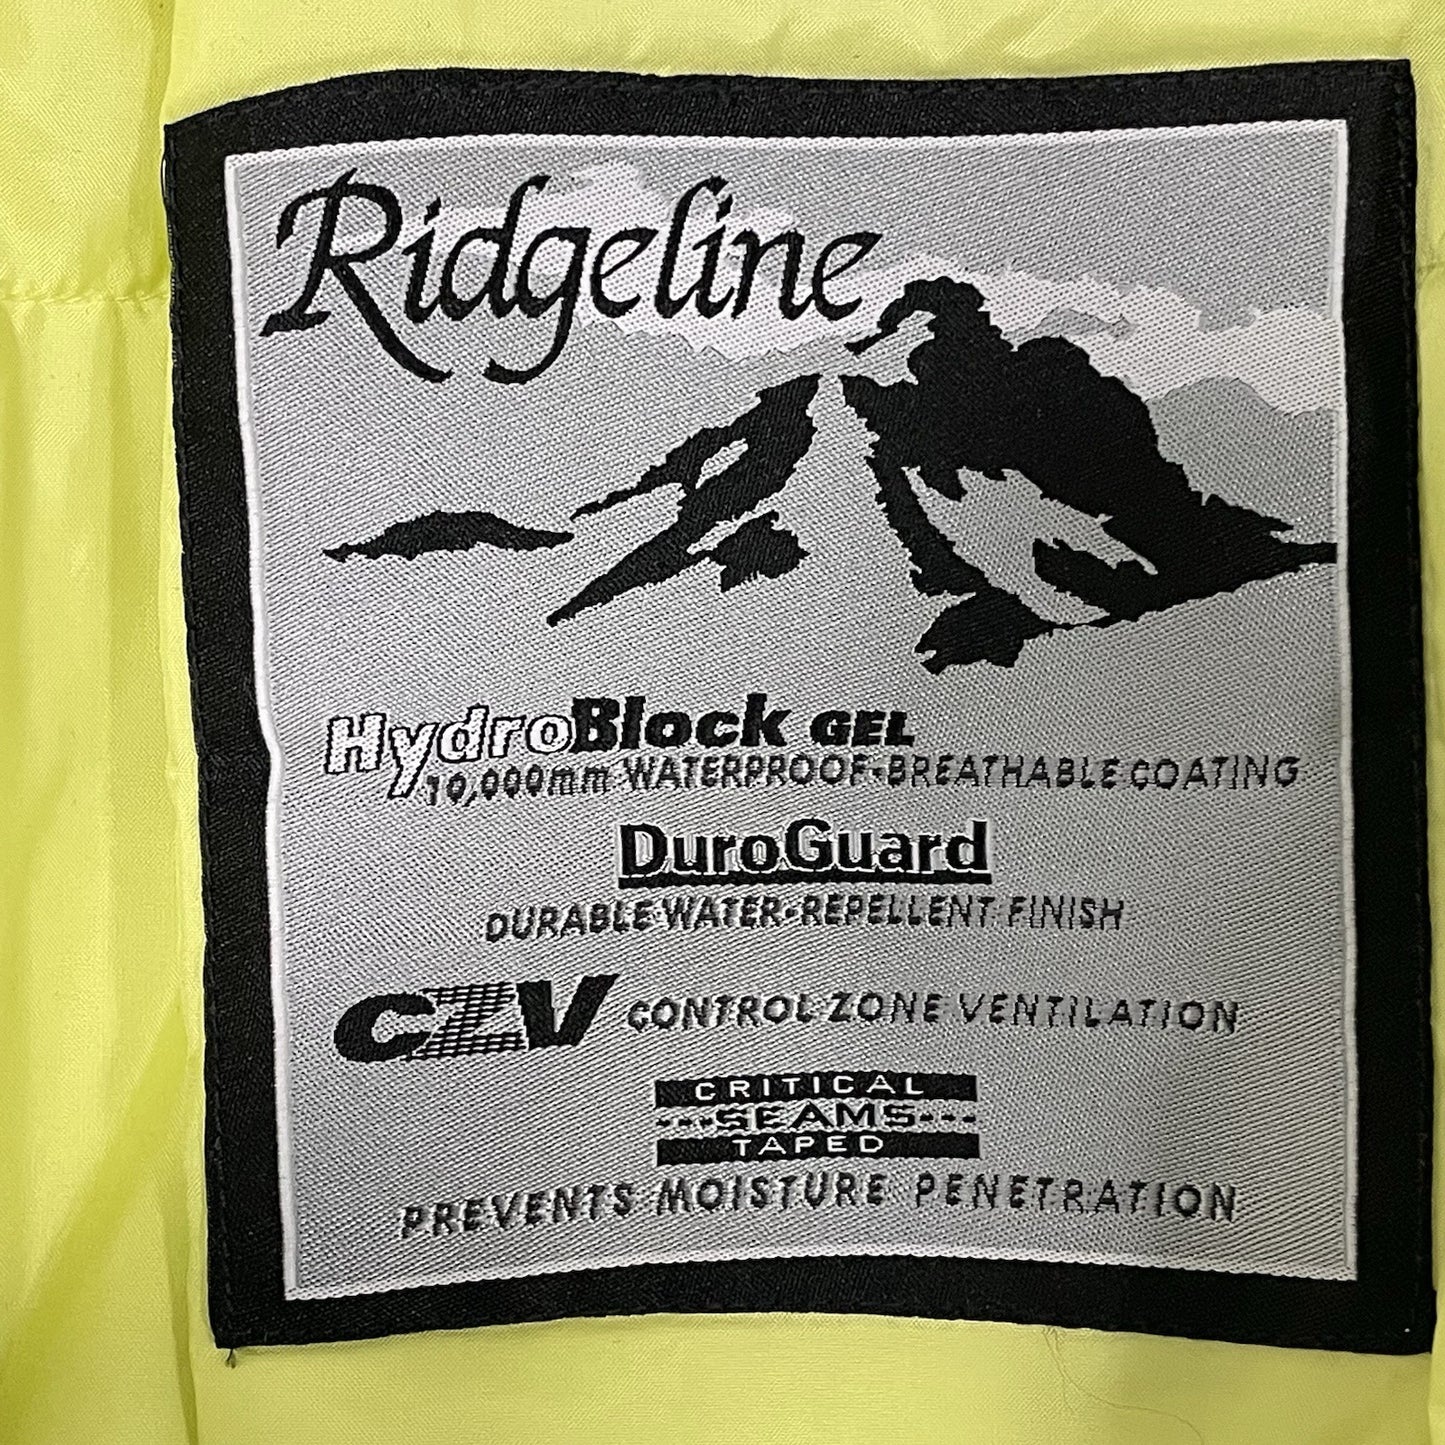 Ridgeline
HydroBlock GEL
10,000mm WATERPROOF-BREATHABLE COATING
DuroGuard
DURABLE WATER-REPELLENT FINISH
CZV CONTROL ZONE VENTILATION
CRITICAL
---SEAMS---
TAPED
PREVENTS MOISTURE PENETRATION